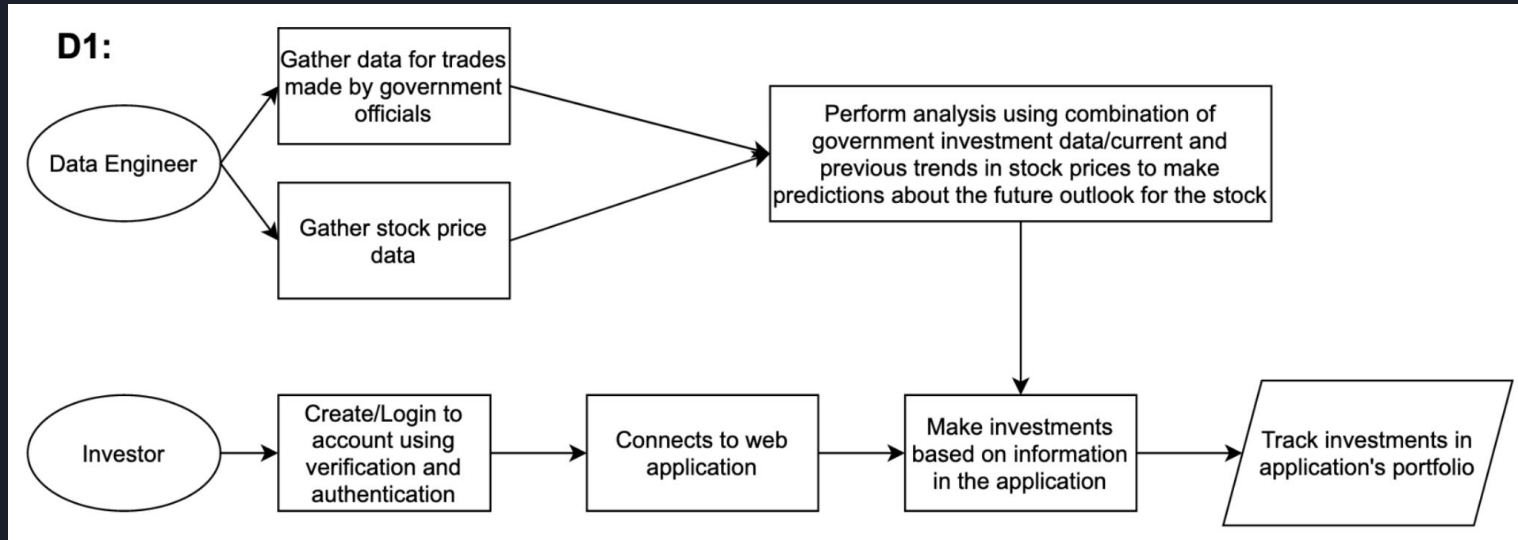 D1:
Data Engineer
Gather data for trades
made by government
officials
Gather stock price
data
Perform analysis using combination of
government investment data/current and
previous trends in stock prices to make
predictions about the future outlook for the stock
Investor
Create/Login to
account using
verification and
authentication
Connects to web
application
Make investments
based on information
in the application
Track investments in
application's portfolio